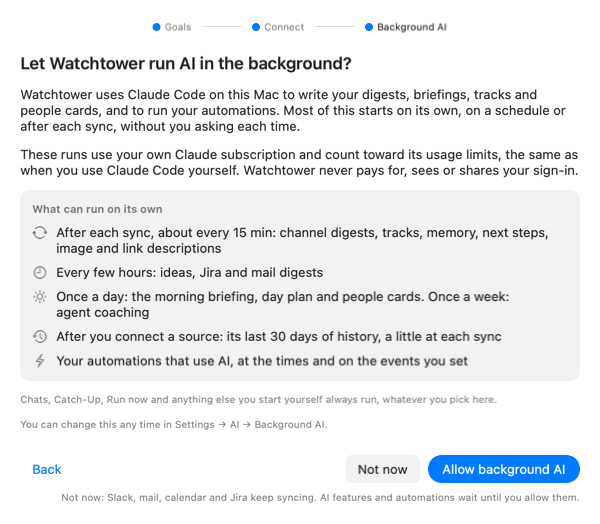 Goals
Connect
Background AI
Let Watchtower run AI in the background?
Watchtower uses Claude Code on this Mac to write your digests, briefings, tracks and
people cards, and to run your automations. Most of this starts on its own, on a schedule or
after each sync, without you asking each time.
These runs use your own Claude subscription and count toward its usage limits, the same as
when you use Claude Code yourself. Watchtower never pays for, sees or shares your sign-in.
What can run on its own
After each sync, about every 15 min: channel digests, tracks, memory, next steps,
image and link descriptions
Every few hours: ideas, Jira and mail digests
Once a day: the morning briefing, day plan and people cards. Once a week:
agent coaching
After you connect a source: its last 30 days of history, a little at each sync
Your automations that use AI, at the times and on the events you set
Chats, Catch-Up, Run now and anything else you start yourself always run, whatever you pick here.
You can change this any time in Settings → AI → Background AI.
Back
Not now
Allow background AI
Not now: Slack, mail, calendar and Jira keep syncing. AI features and automations wait until you allow them.